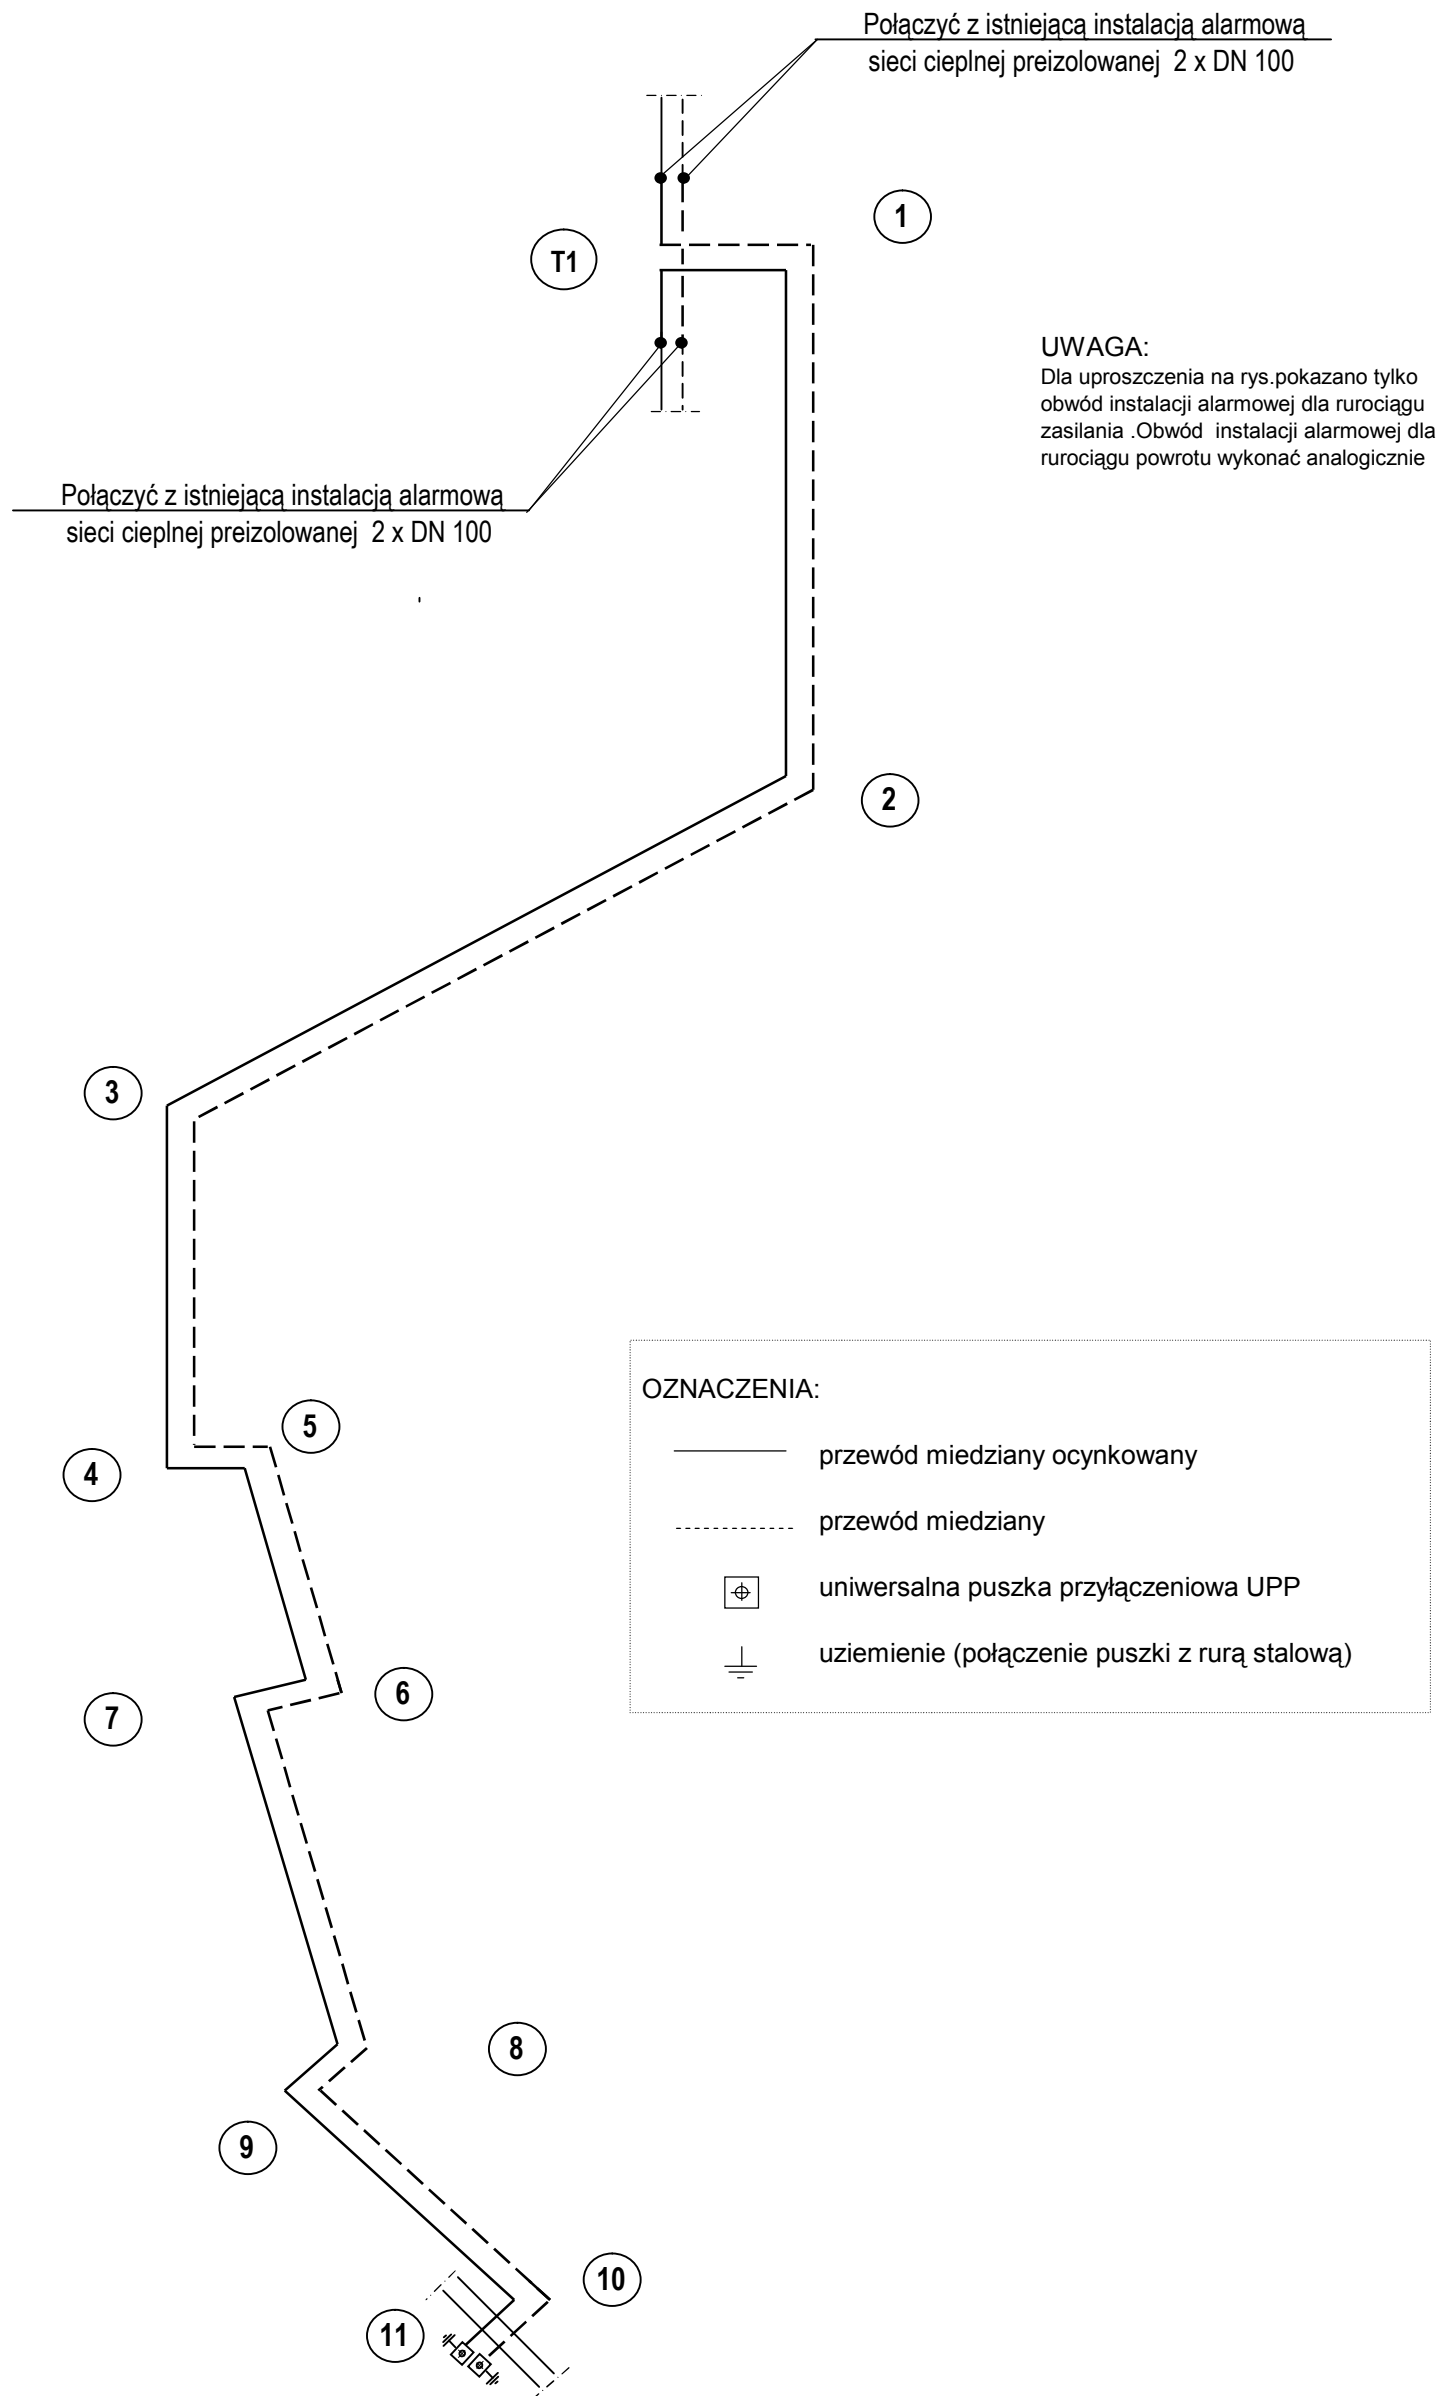 Połączyć z istniejącą instalacją alarmową
sieci cieplnej preizolowanej 2 x DN 100
1
T1
UWAGA:
Dla uproszczenia na rys.pokazano tylko
obwód instalacji alarmowej dla rurociągu
zasilania .Obwód instalacji alarmowej dla
rurociągu powrotu wykonać analogicznie
Połączyć z istniejącą instalacją alarmową
sieci cieplnej preizolowanej 2 x DN 100
2
3
OZNACZENIA:
przewód miedziany ocynkowany
przewód miedziany
uniwersalna puszka przyłączeniowa UPP
uziemienie (połączenie puszki z rurą stalową)
5
4
6
7
8
9
10
11